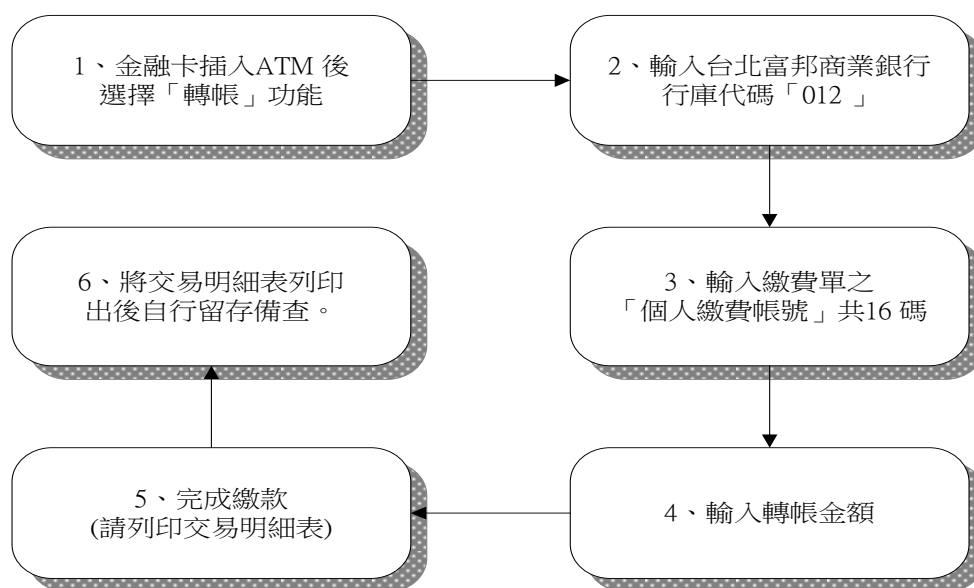 1、金融卡插入ATM 後
選擇「轉帳」功能
2、輸入台北富邦商業銀行
行庫代碼「012 」
3、輸入繳費單之
「個人繳費帳號」共16 碼
4、輸入轉帳金額
5、完成繳款
(請列印交易明細表)
6、將交易明細表列印
出後自行留存備查。